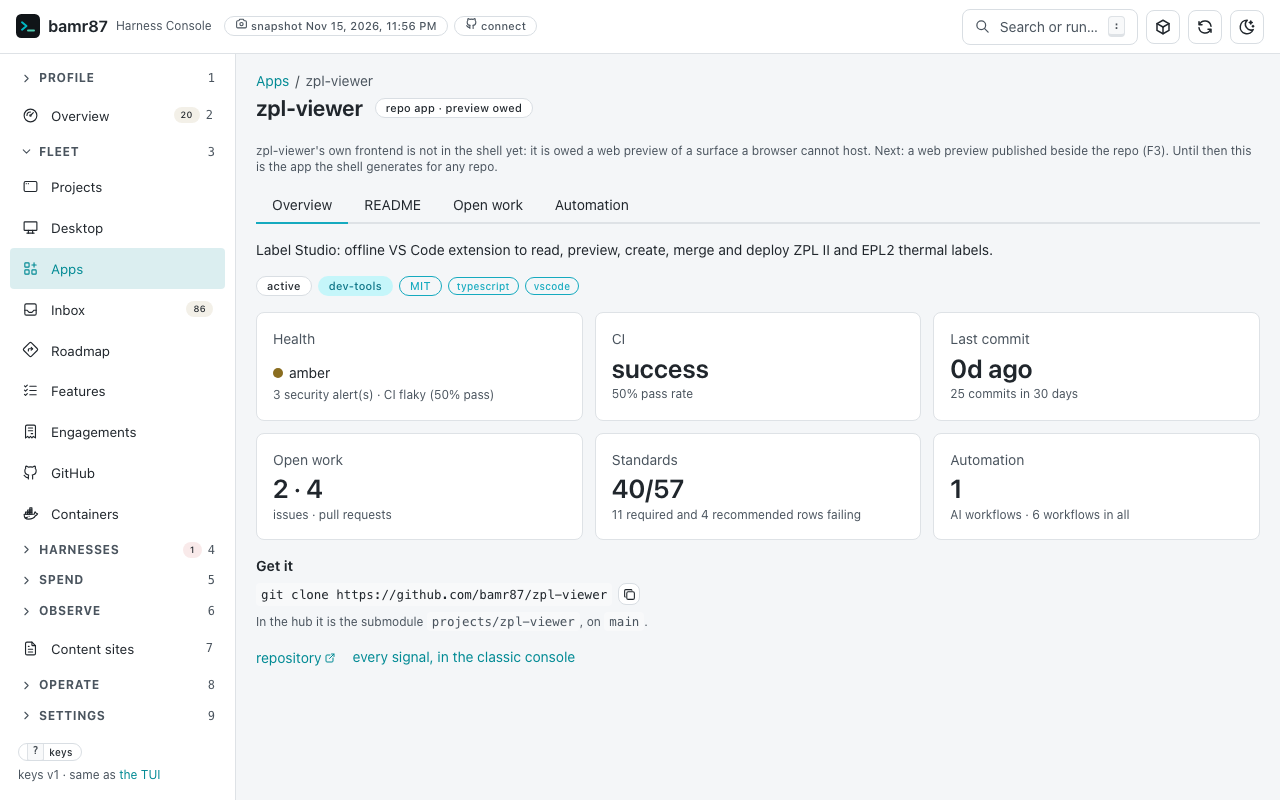 bamr87 Harness Console snapshot Nov 15, 2026, 11:56 PM connect Search or run... :
PROFILE 1
Overview 20 2
FLEET 3
Projects
Desktop
Apps
Inbox 86
Roadmap
Features
Engagements
GitHub
Containers
HARNESSES 1 4
SPEND 5
OBSERVE 6
Content sites 7
OPERATE 8
SETTINGS 9
? keys
keys v1 · same as the TUI
Apps / zpl-viewer
zpl-viewer repo app · preview owed
zpl-viewer's own frontend is not in the shell yet: it is owed a web preview of a surface a browser cannot host. Next: a web preview published beside the repo (F3). Until then this
is the app the shell generates for any repo.
Overview README Open work Automation
Label Studio: offline VS Code extension to read, preview, create, merge and deploy ZPL II and EPL2 thermal labels.
active dev-tools MIT typescript vscode
Health
amber
3 security alert(s) · CI flaky (50% pass)
CI
success
50% pass rate
Last commit
0d ago
25 commits in 30 days
Open work
2 · 4
issues · pull requests
Standards
40/57
11 required and 4 recommended rows failing
Automation
1
AI workflows · 6 workflows in all
Get it
git clone https://github.com/bamr87/zpl-viewer
In the hub it is the submodule projects/zpl-viewer, on main.
repository every signal, in the classic console